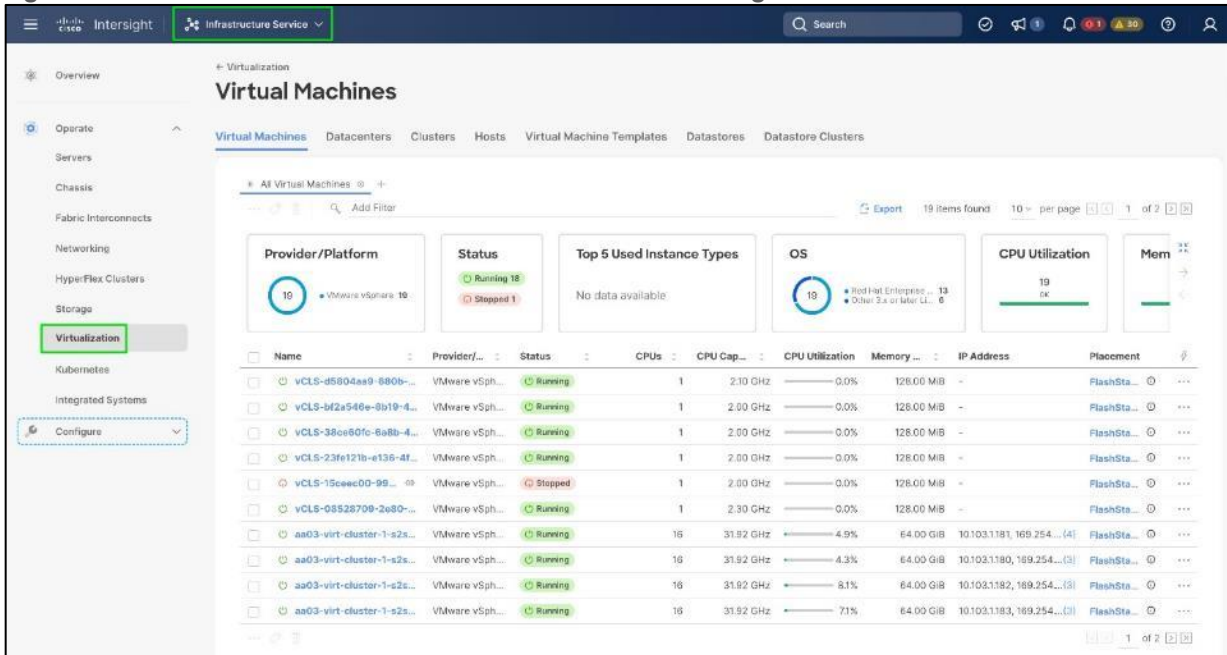 cisco Intersight Infrastructure Service Search 1 1 30
Overview
← Virtualization
Virtual Machines
Operate
Virtual Machines Datacenters Clusters Hosts Virtual Machine Templates Datastores Datastore Clusters
Servers
Chassis
Fabric Interconnects
Networking
HyperFlex Clusters
Storage
Virtualization
Kubernetes
Integrated Systems
Configure
All Virtual Machines +
Add Filter Export 19 items found 10 per page 1 of 2
Provider/Platform
19 VMware vSphere 19
Status
Running 18
Stopped 1
Top 5 Used Instance Types
No data available
OS
19 Red Hat Enterprise ... 13
Other 3.x or later Li... 6
CPU Utilization
19
OK
Mem
Name Provider/... Status CPUs CPU Cap... CPU Utilization Memory ... IP Address Placement
vCLS-d5804aa9-880b-... VMware vSph... Running 1 2.10 GHz 0.0% 128.00 MiB - FlashSta... ...
vCLS-bf2a546e-8b19-4... VMware vSph... Running 1 2.00 GHz 0.0% 128.00 MiB - FlashSta... ...
vCLS-38ce60fc-6a8b-4... VMware vSph... Running 1 2.00 GHz 0.0% 128.00 MiB - FlashSta... ...
vCLS-23fe121b-e136-4f... VMware vSph... Running 1 2.00 GHz 0.0% 128.00 MiB - FlashSta... ...
vCLS-15ceec00-99... VMware vSph... Stopped 1 2.00 GHz 0.0% 128.00 MiB - FlashSta... ...
vCLS-08528709-2e80-... VMware vSph... Running 1 2.30 GHz 0.0% 128.00 MiB - FlashSta... ...
aa03-virt-cluster-1-s2s... VMware vSph... Running 16 31.92 GHz 4.9% 64.00 GiB 10.103.1.181, 169.254....(4) FlashSta... ...
aa03-virt-cluster-1-s2s... VMware vSph... Running 16 31.92 GHz 4.3% 64.00 GiB 10.103.1.180, 169.254...(3) FlashSta... ...
aa03-virt-cluster-1-s2s... VMware vSph... Running 16 31.92 GHz 8.1% 64.00 GiB 10.103.1.182, 169.254...(3) FlashSta... ...
aa03-virt-cluster-1-s2s... VMware vSph... Running 16 31.92 GHz 7.1% 64.00 GiB 10.103.1.183, 169.254...(3) FlashSta... ...
1 of 2